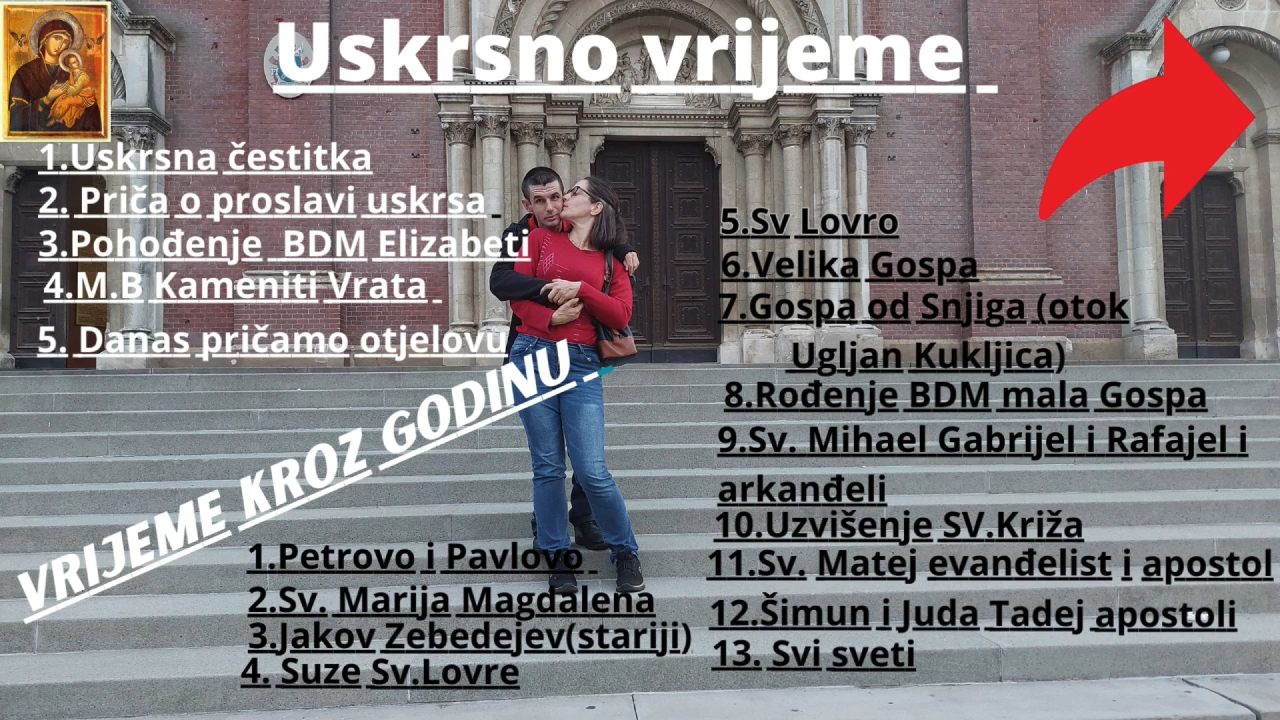 Uskrsno vrijeme
1.Uskrsna čestitka
2. Priča o proslavi uskrsa
3.Pohođenje BDM Elizabeti
4.M.B Kameniti Vrata
5. Danas pričamo otjelovu
VRIJEME KROZ GODINU
1.Petrovo i Pavlovo
2.Sv. Marija Magdalena
3.Jakov Zebedejev(stariji)
4. Suze Sv.Lovre
5.Sv Lovro
6.Velika Gospa
7.Gospa od Snjiga (otok
Ugljan Kukljica)
8.Rođenje BDM mala Gospa
9.Sv. Mihael Gabrijel i Rafajel i
arkanđeli
10.Uzvišenje SV.Križa
11.Sv. Matej evanđelist i apostol
12.Šimun i Juda Tadej apostoli
13. Svi sveti